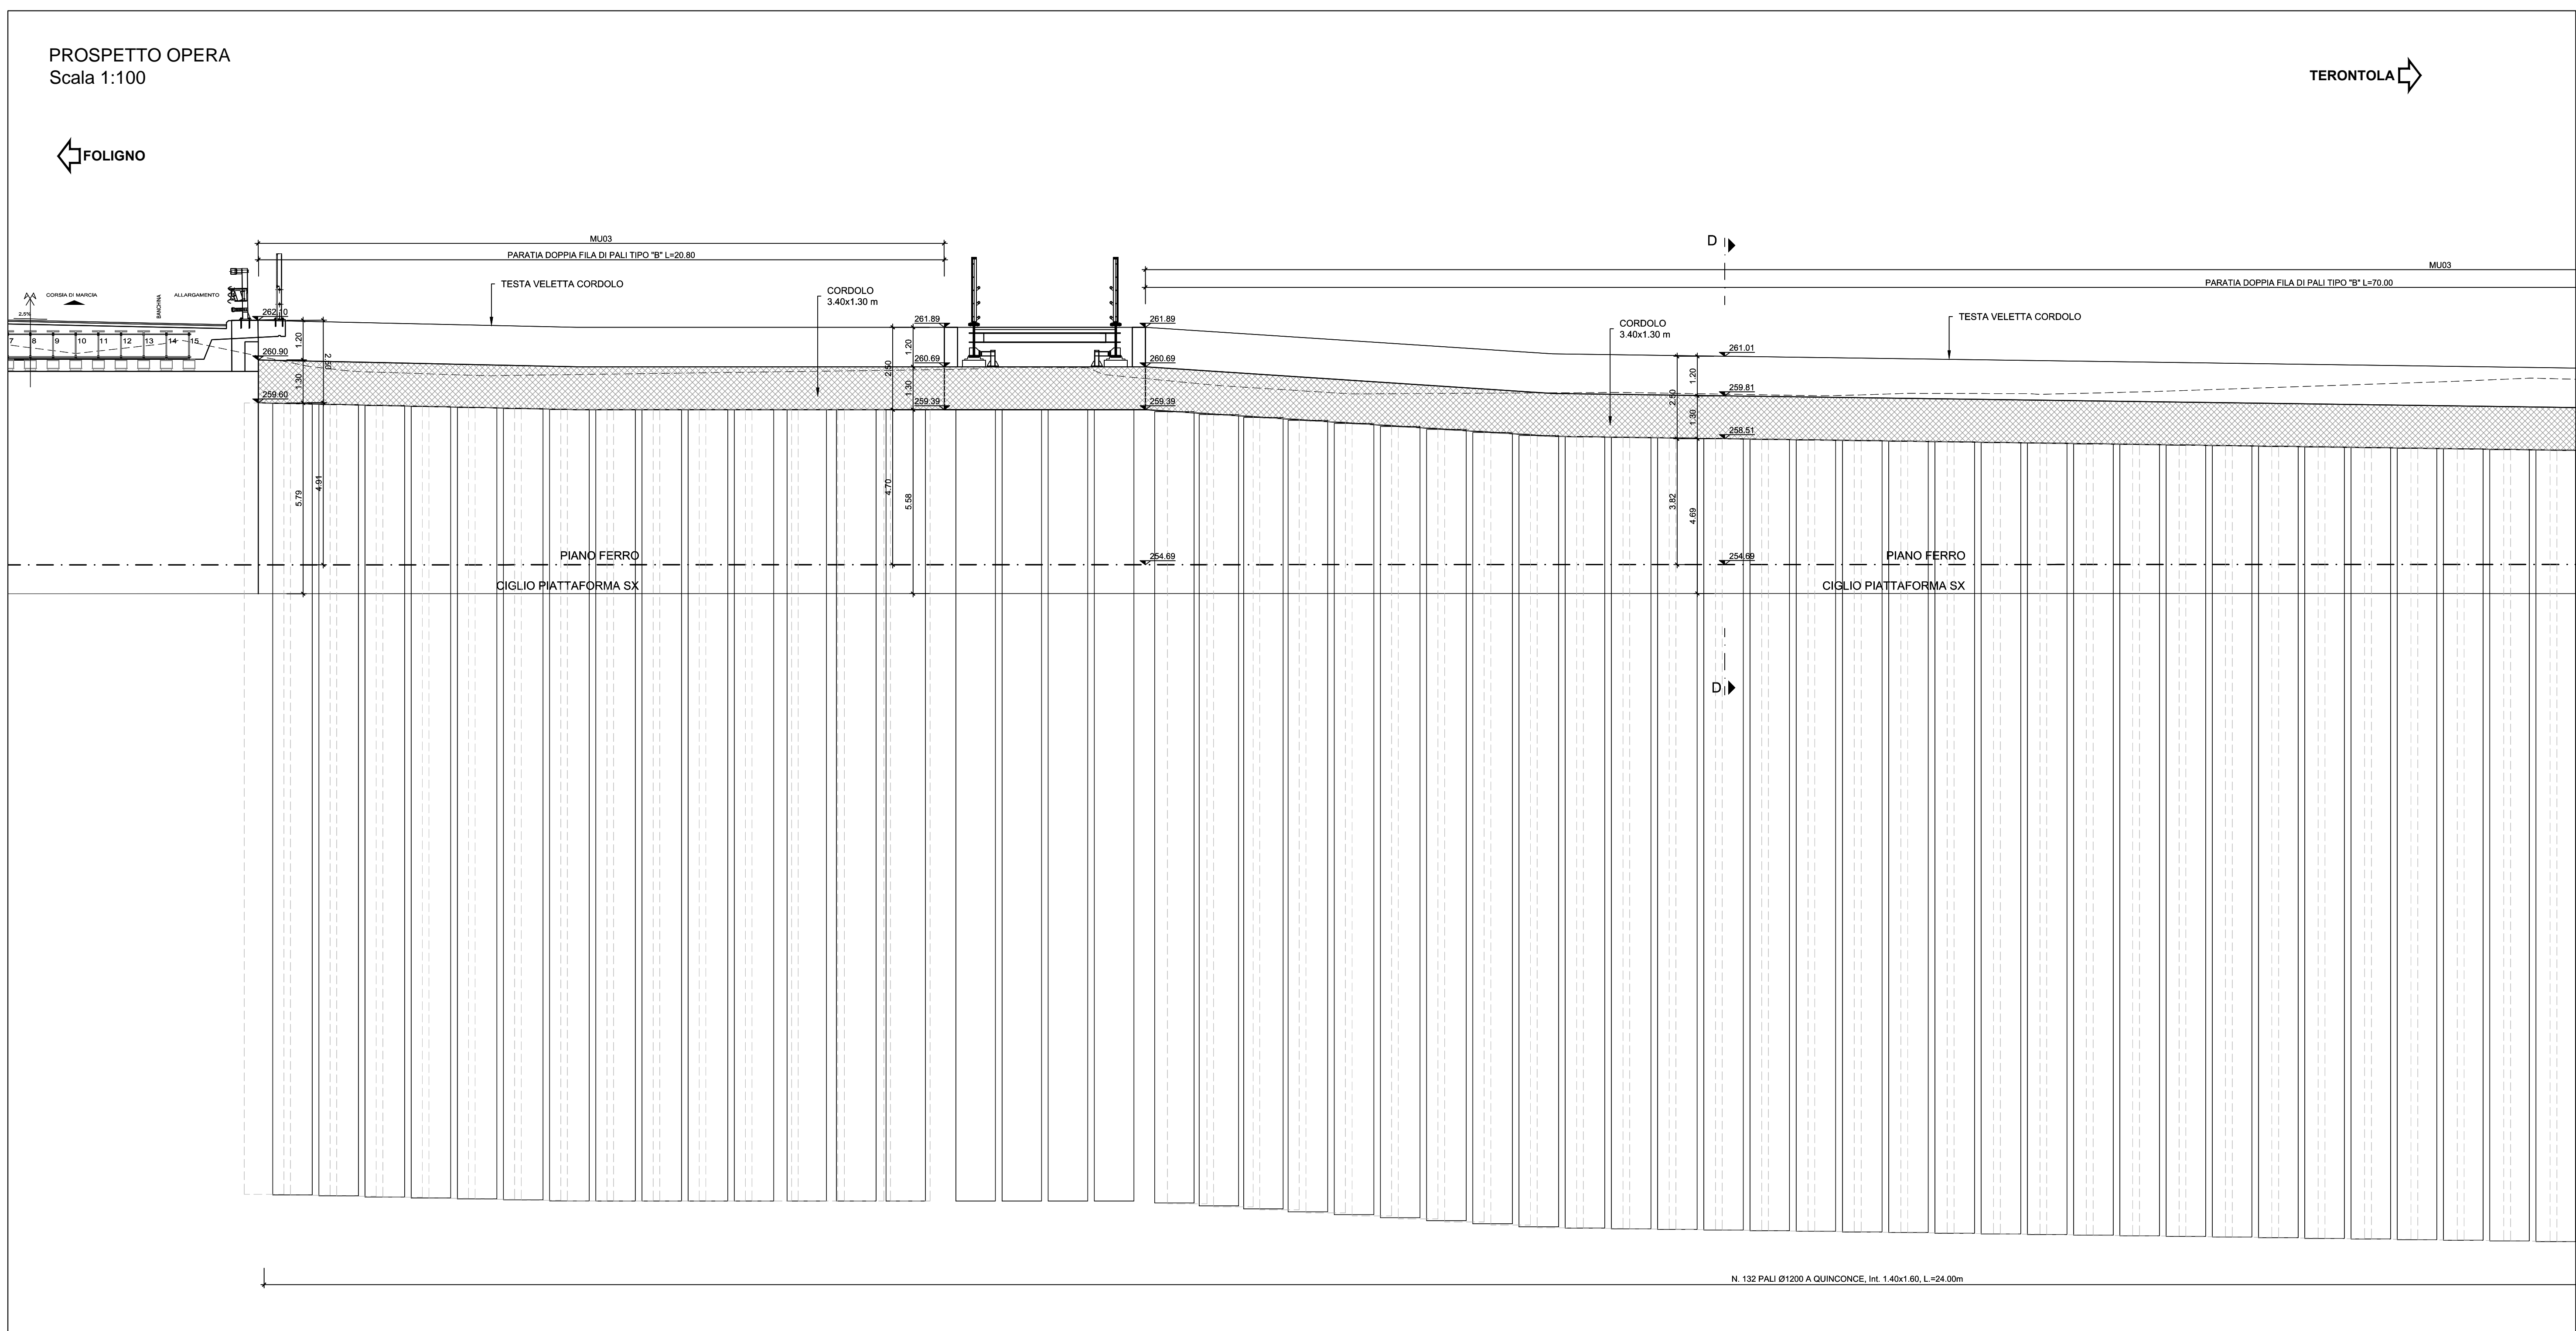 PROSPETTO OPERA
Scala 1:100
TERONTOLA
FOLIGNO
MU03
PARATIA DOPPIA FILA DI PALI TIPO "B" L=20.80
D
MU03
PARATIA DOPPIA FILA DI PALI TIPO "B" L=70.00
TESTA VELETTA CORDOLO
CORDOLO
3.40x1.30 m
CORSIA DI MARCIA
BANCHINA
ALLARGAMENTO
2,5%
7 8 9 10 11 12 13 14 15
262.10
261.89
261.89
CORDOLO
3.40x1.30 m
TESTA VELETTA CORDOLO
1.20
1.20
260.90
260.69
260.69
261.01
1.20
2.50
1.30
2.50
1.30
259.60
259.39
259.39
259.81
2.50
1.30
258.51
5.79
4.91
4.70
5.58
3.82
4.69
PIANO FERRO
254.69
254.69
PIANO FERRO
CIGLIO PIATTAFORMA SX
CIGLIO PIATTAFORMA SX
D
N. 132 PALI Ø1200 A QUINCONCE, Int. 1.40x1.60, L.=24.00m